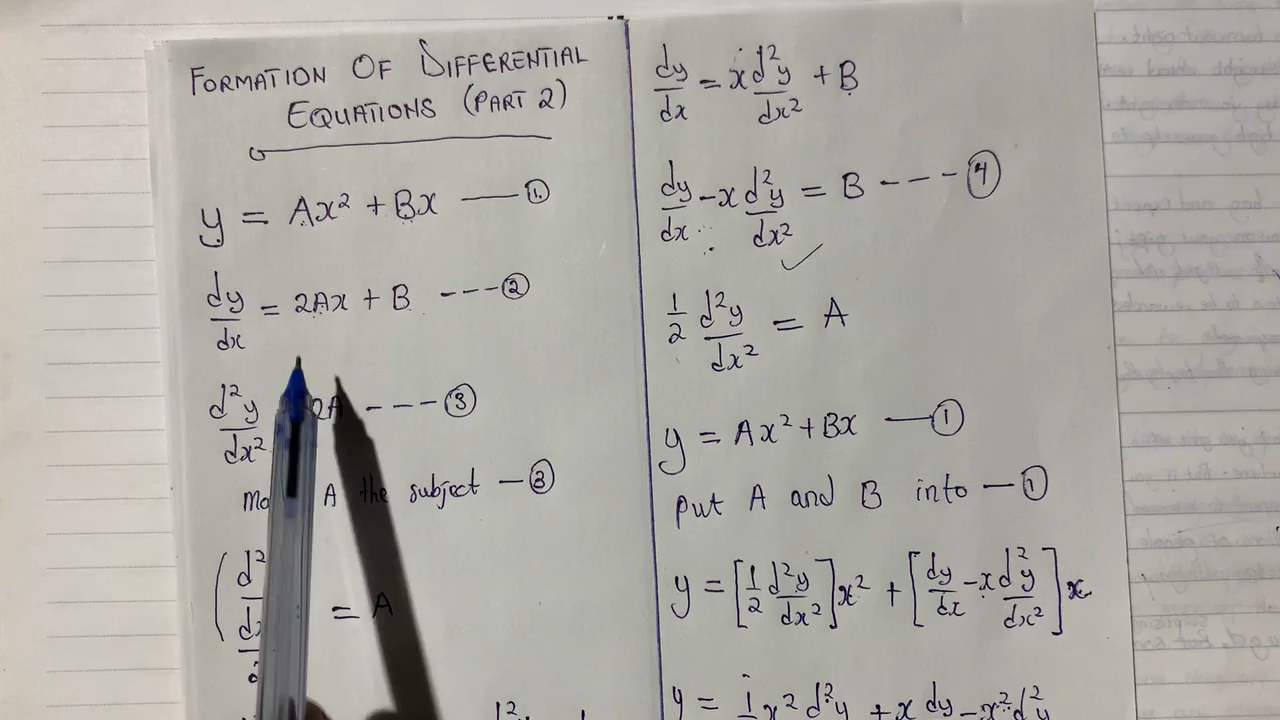 FORMATION OF DIFFERENTIAL
EQUATIONS (PART 2)
y = Ax² + Bx — ①.
dy/dx = 2Ax + B - - - ②
d²y/dx² 2A - - - - ③
A the subject — ③
= A
dy/dx = x d²y/dx² + B
dy/dx - x d²y/dx² = B - - - - ④
1/2 d²y/dx² = A
y = Ax² + Bx — ①
put A and B into — ①
y = [1/2 d²y/dx²]x² + [dy/dx - x d²y/dx²]x